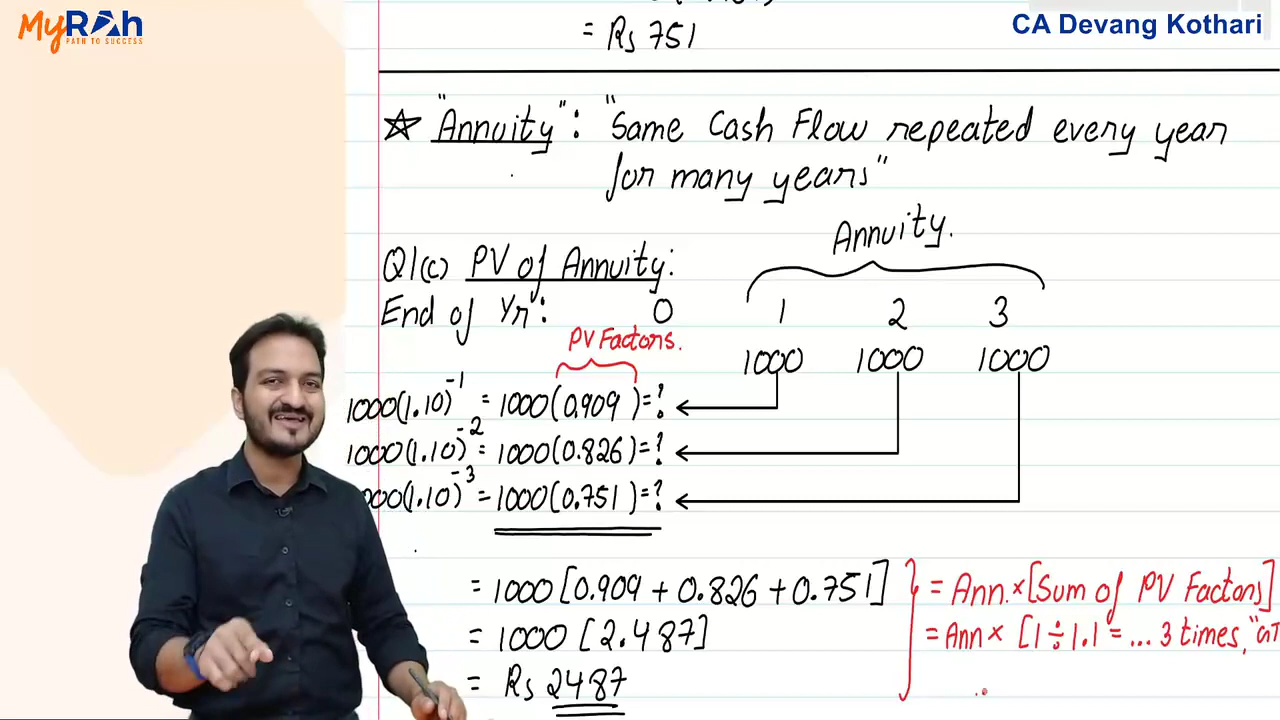 MyRAh
PATH TO SUCCESS
CA Devang Kothari
= Rs 751
"Annuity": "Same Cash Flow repeated every year
for many years"
Annuity.
Q1(c) PV of Annuity:
End of Yr: 0 1 2 3
PV Factors.
1000 1000 1000
1000(1.10)⁻¹ = 1000(0.909) = ?
1000(1.10)⁻² = 1000(0.826) = ?
000(1.10)⁻³ = 1000(0.751) = ?
= 1000[0.909 + 0.826 + 0.751] } = Ann. × [Sum of PV Factors]
= 1000 [2.487] = Ann × [1 ÷ 1.1 = ... 3 times,
= Rs 2487